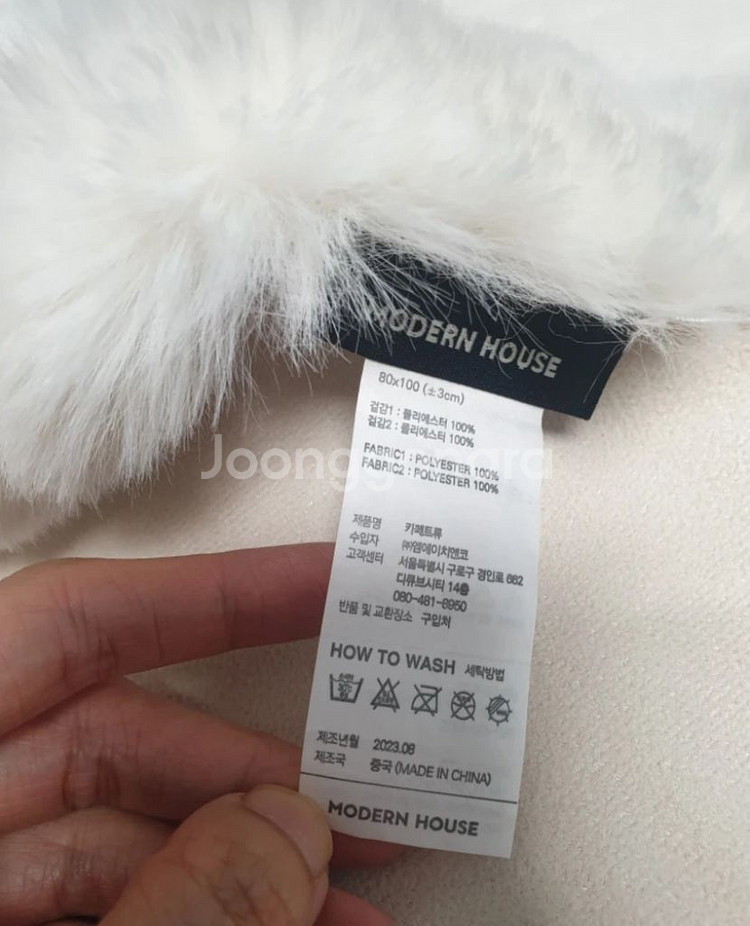 MODERN HOUSE
80x100 (±3cm)
겉감1 : 폴리에스터 100%
겉감2 : 폴리에스터 100%
FABRIC1 : POLYESTER 100%
FABRIC2 : POLYESTER 100%
Joonggonara
제품명 카페트류
수입자 ㈜엠에이치앤코
고객센터 서울특별시 구로구 경인로 662
디큐브시티 14층
080-481-6950
반품 및 교환장소 구입처
HOW TO WASH 세탁방법
제조년월 2023.08
제조국 중국 (MADE IN CHINA)
MODERN HOUSE